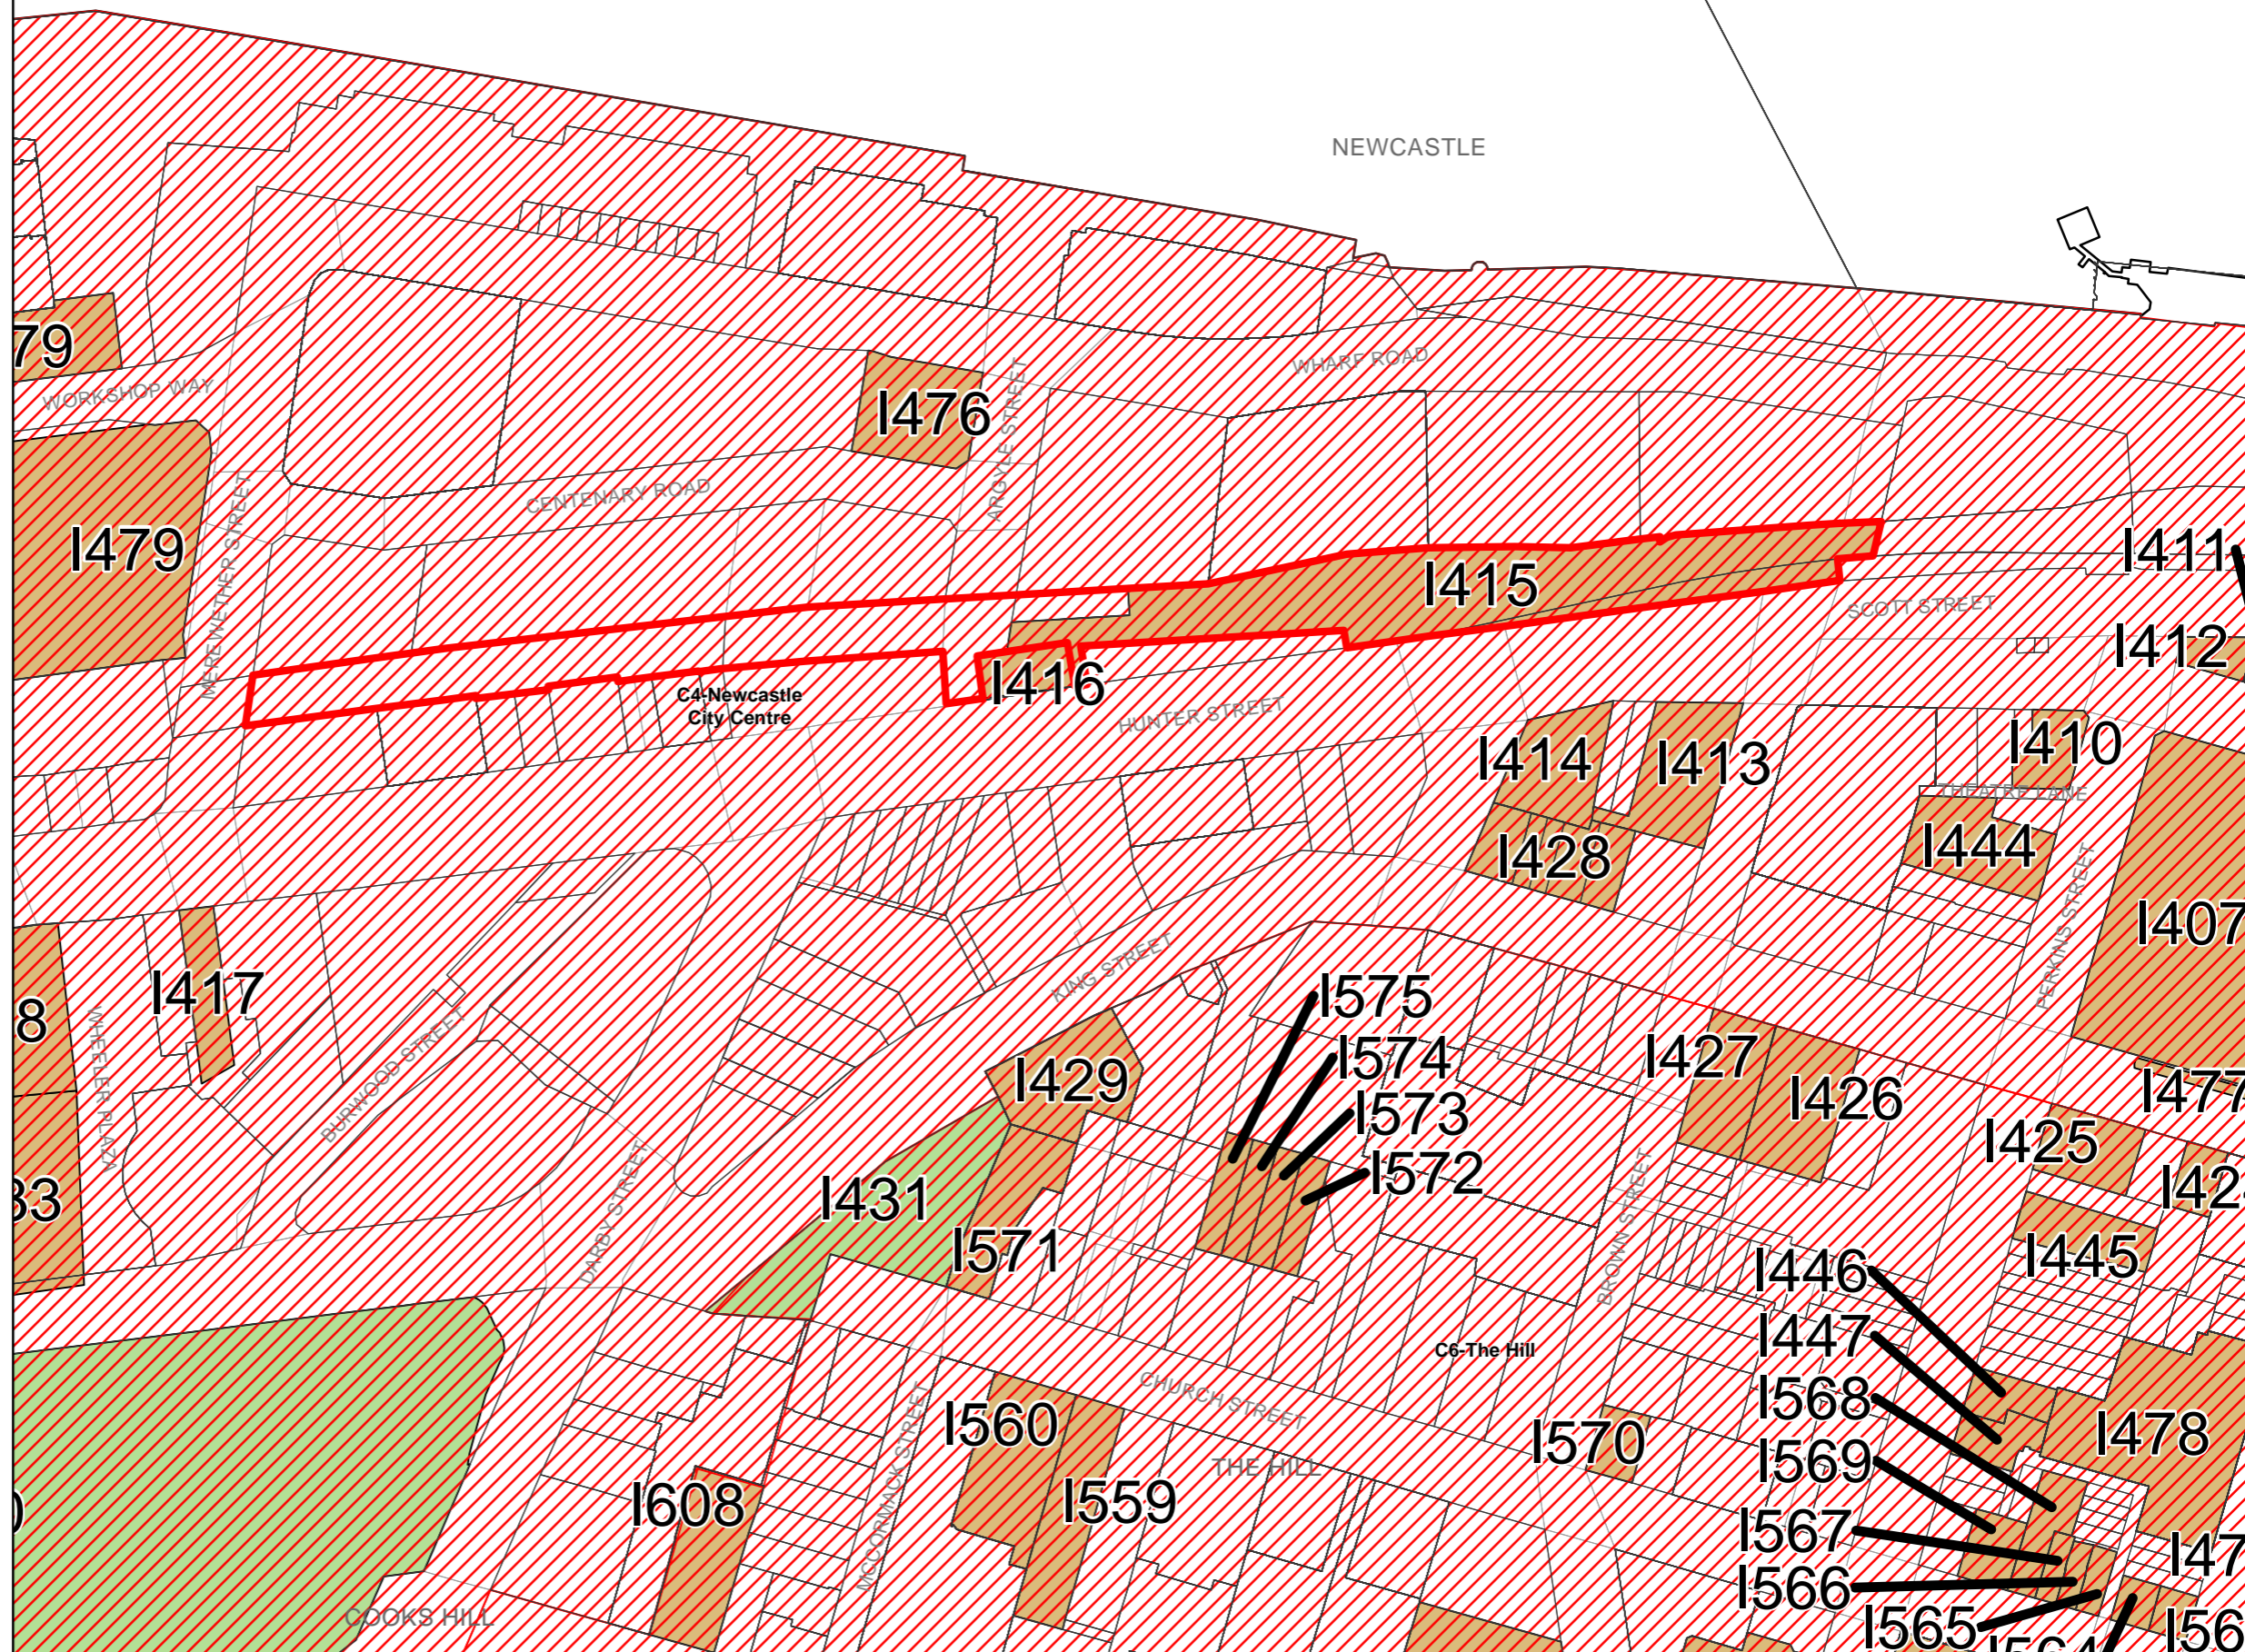 NEWCASTLE
79
WHARF ROAD
WORKSHOP WAY
I476
ARGYLE STREET
CENTENARY ROAD
I479
MEREWETHER STREET
I411
I415
SCOTT STREET
I412
I416
C4-Newcastle
City Centre
HUNTER STREET
I414
I413
I410
THEATRE LANE
I428
I444
PERKINS STREET
I407
KING STREET
I417
8
WHEELER PLAZA
BURWOOD STREET
I575
I574
I573
I572
I429
I427
I426
I477
I425
I431
I571
DARBY STREET
33
BROWN STREET
I445
I446
I447
I568
I569
I567
I566
I565
C6-The Hill
CHURCH STREET
MCCORMACK STREET
I560
I559
THE HILL
I570
I478
I608
COOKS HILL